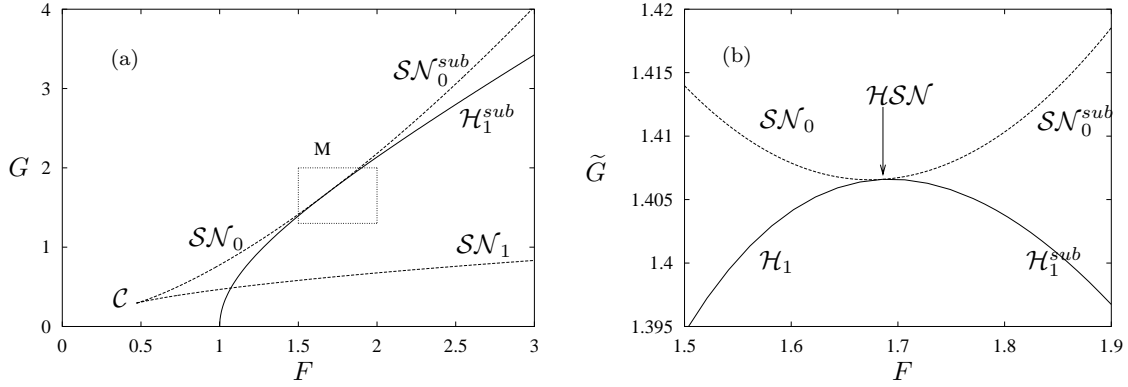 (a)
4
3
2
1
0
G
M
SN_0^{sub}
H_1^{sub}
SN_0
SN_1
C
0 0.5 1 1.5 2 2.5 3
F
(b)
1.42
1.415
1.41
1.405
1.4
1.395
\widetilde{G}
HSN
SN_0
SN_0^{sub}
H_1
H_1^{sub}
1.5 1.6 1.7 1.8 1.9
F